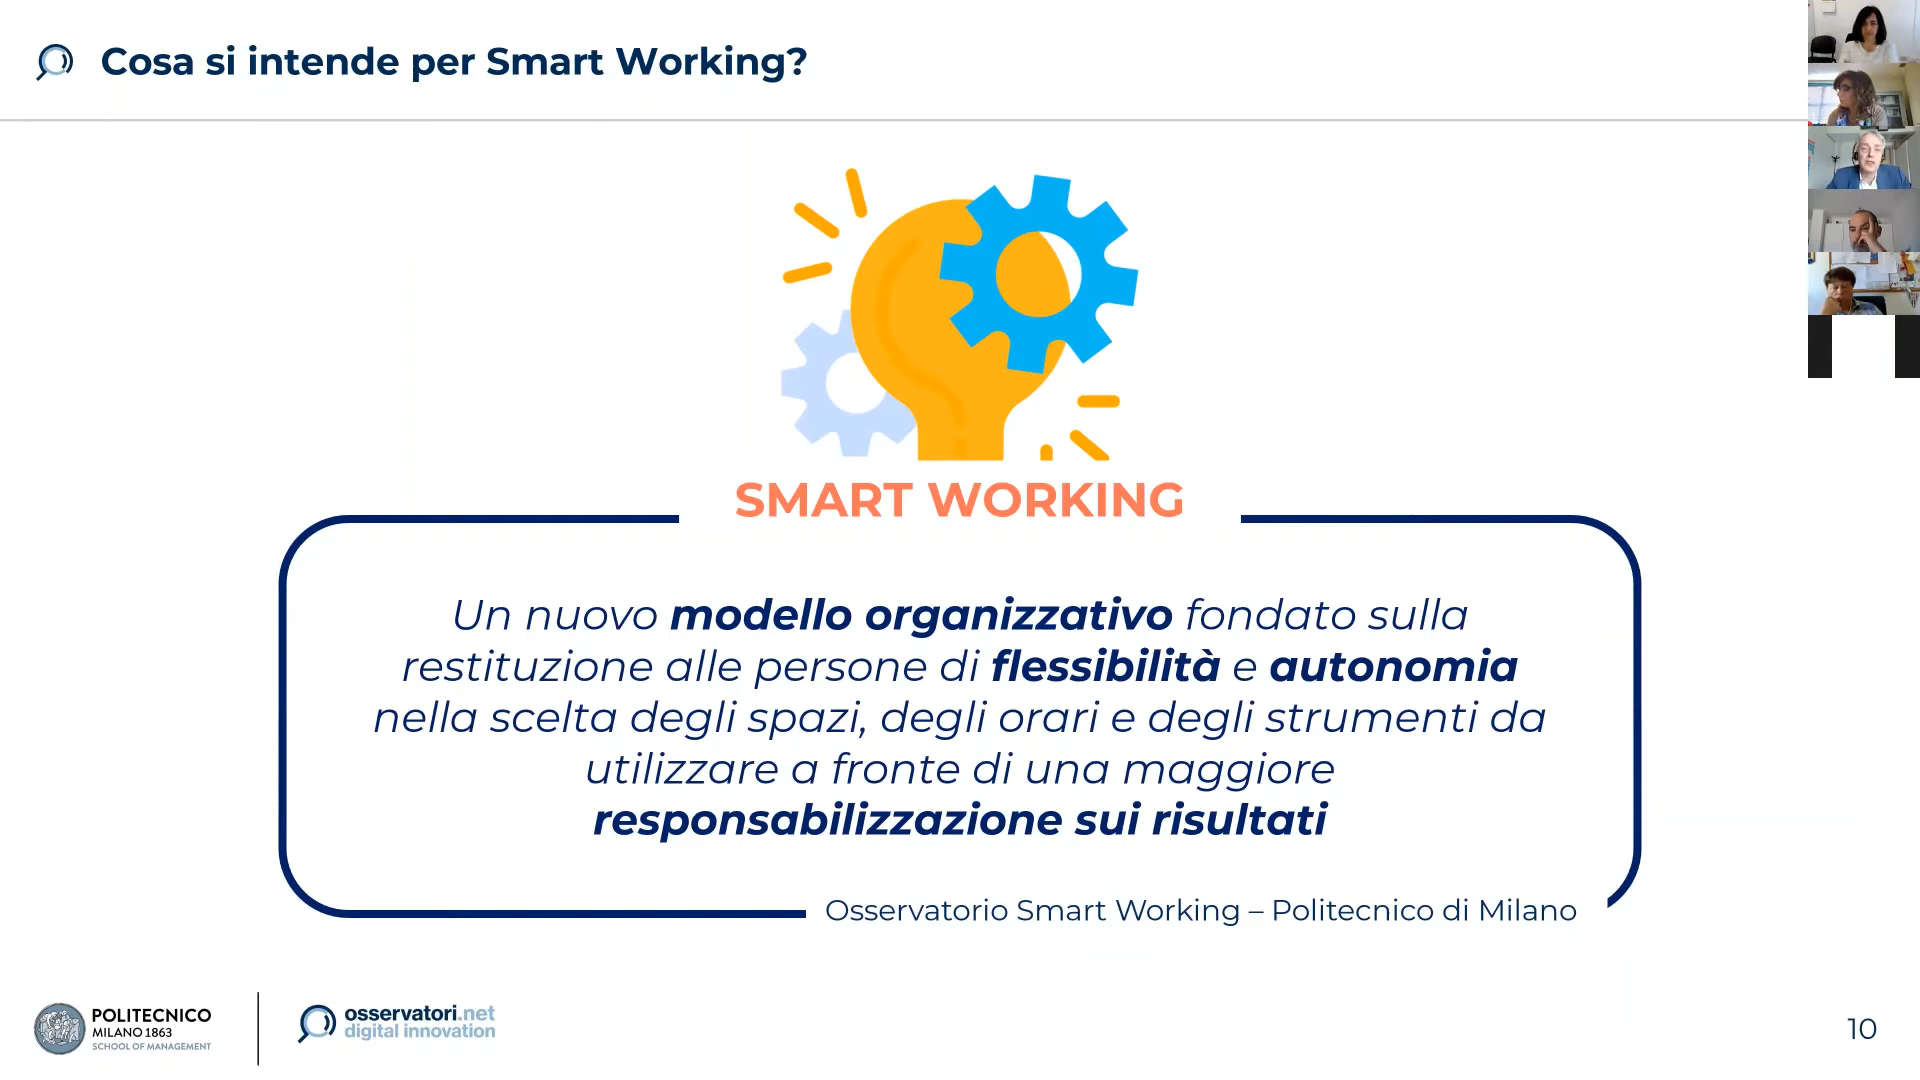 Cosa si intende per Smart Working?
SMART WORKING
Un nuovo modello organizzativo fondato sulla
restituzione alle persone di flessibilità e autonomia
nella scelta degli spazi, degli orari e degli strumenti da
utilizzare a fronte di una maggiore
responsabilizzazione sui risultati
Osservatorio Smart Working – Politecnico di Milano
POLITECNICO
MILANO 1863
SCHOOL OF MANAGEMENT
osservatori.net
digital innovation
10